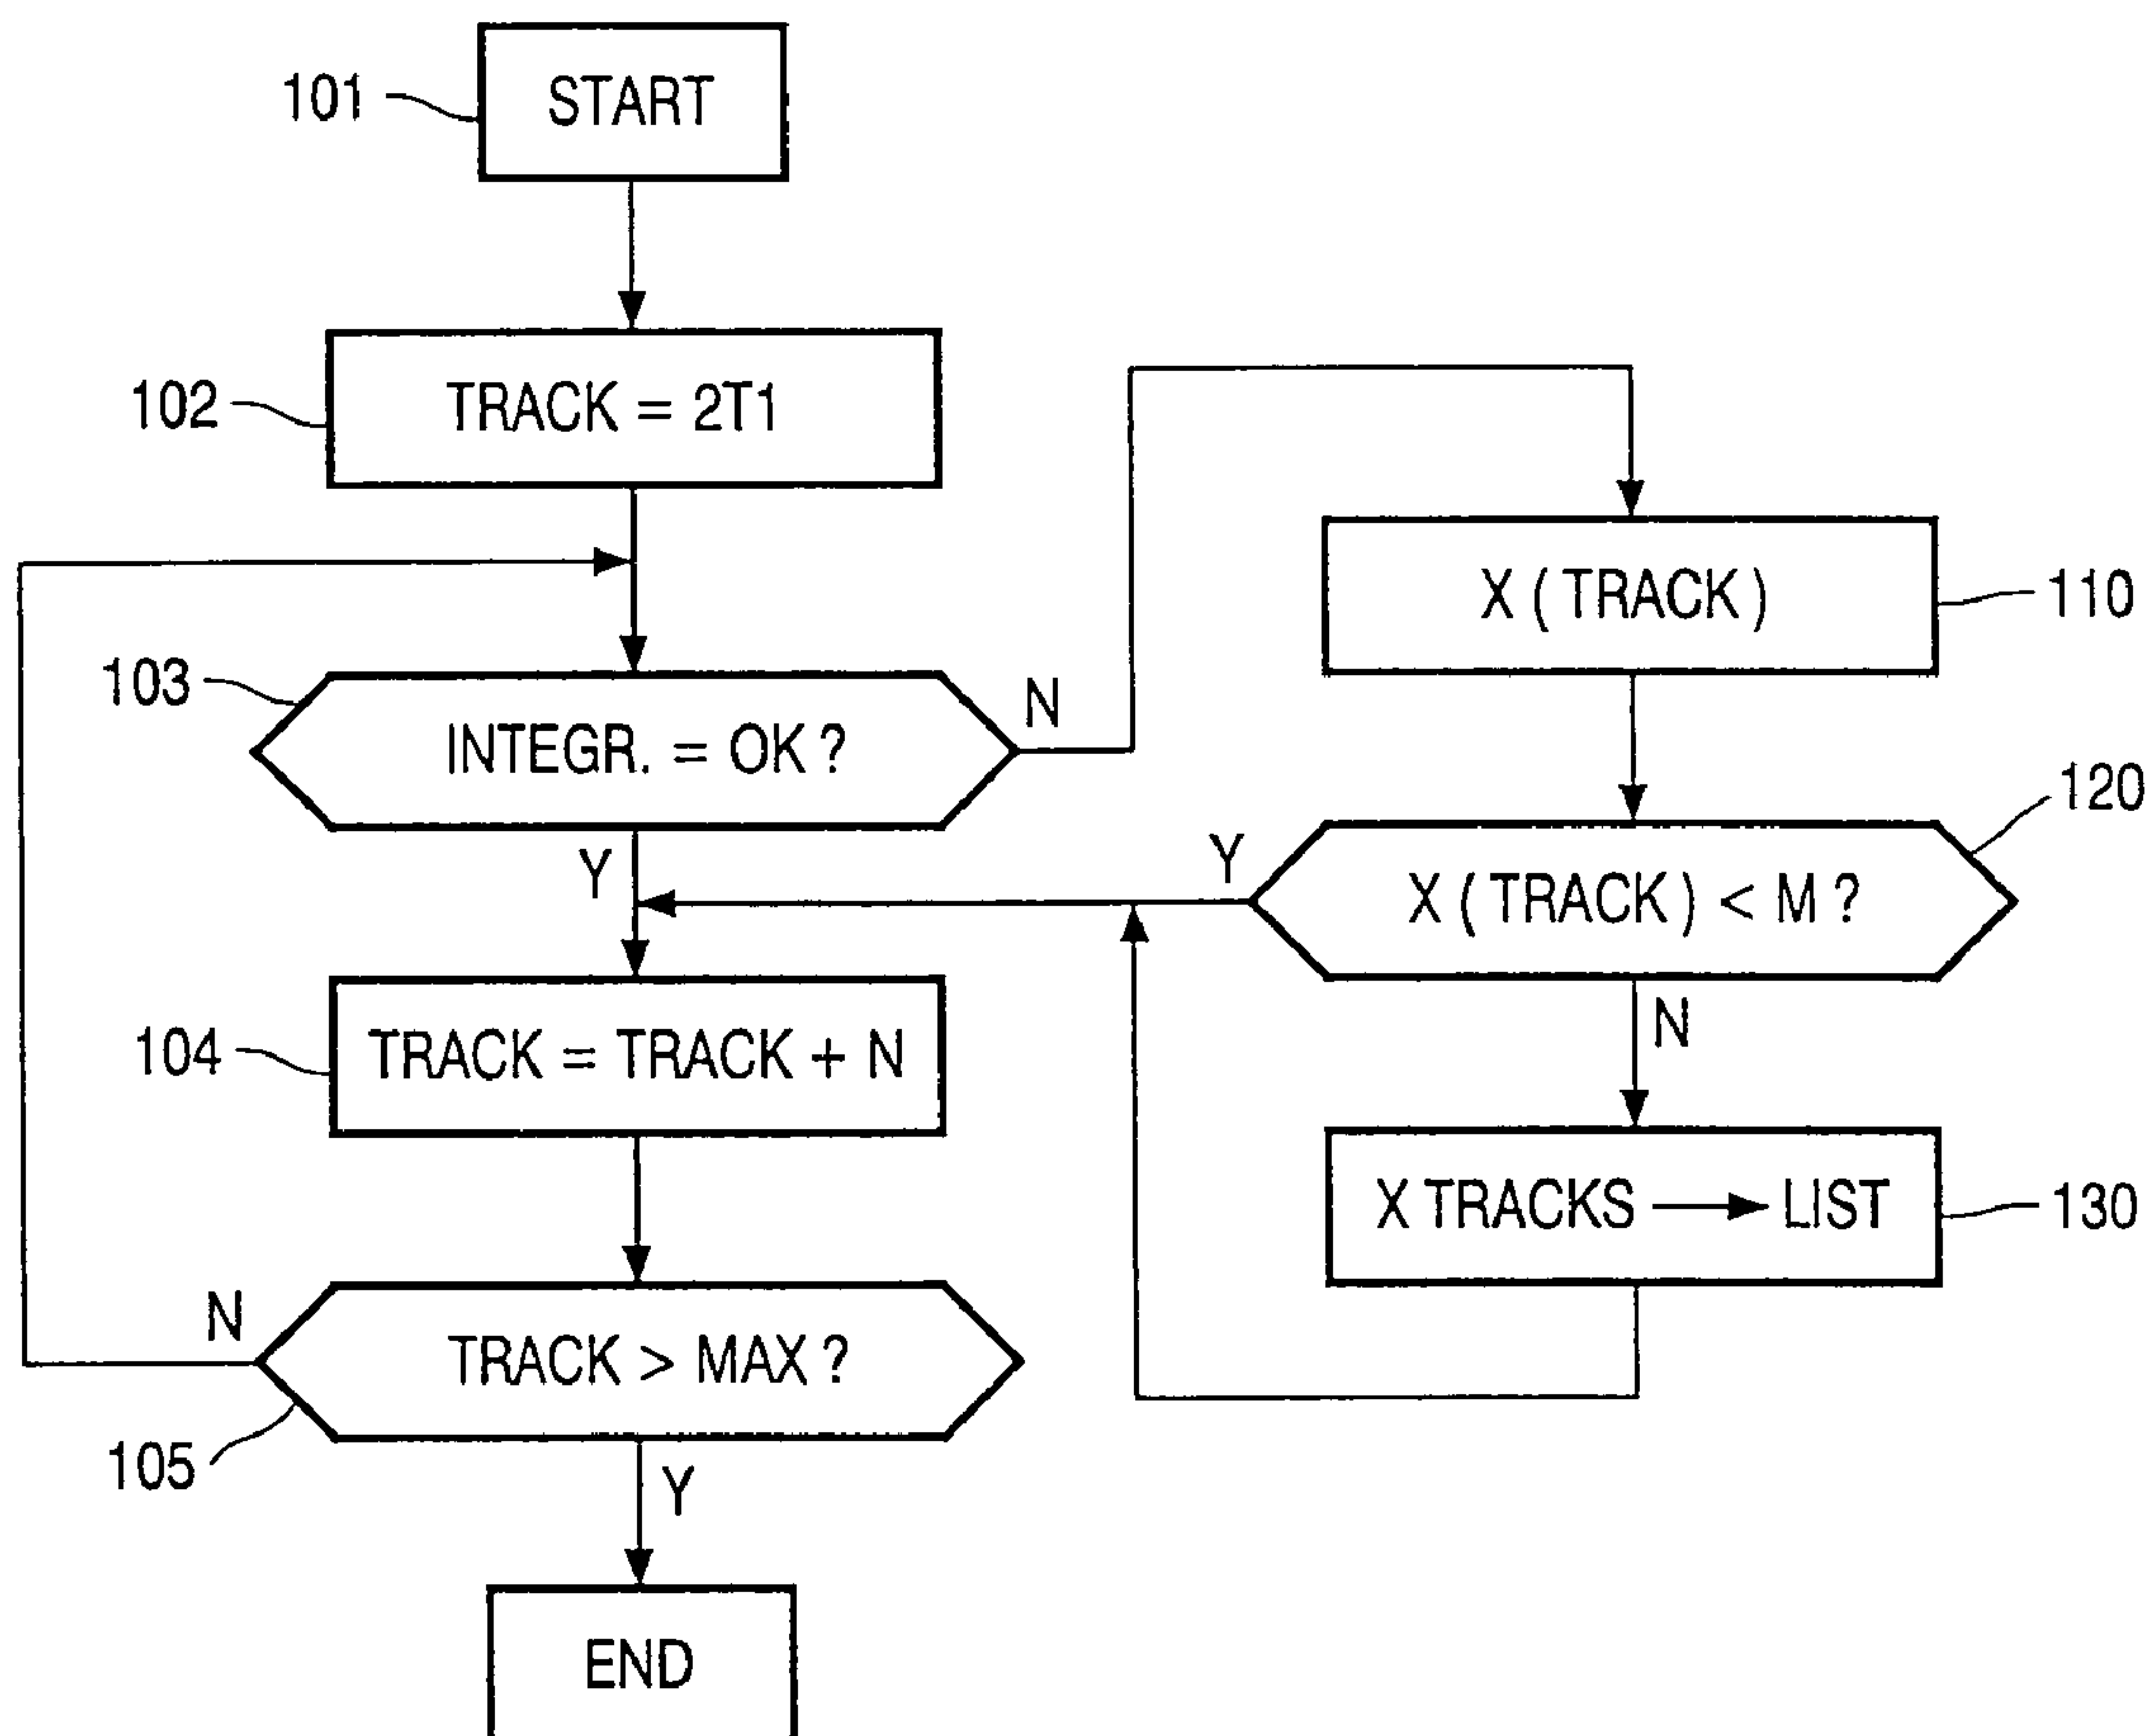 101
START
102
TRACK = 2T1
103
INTEGR. = OK ?
N
Y
104
TRACK = TRACK + N
105
TRACK > MAX ?
N
Y
END
X ( TRACK )
110
120
X ( TRACK ) < M ?
Y
N
X TRACKS → LIST
130